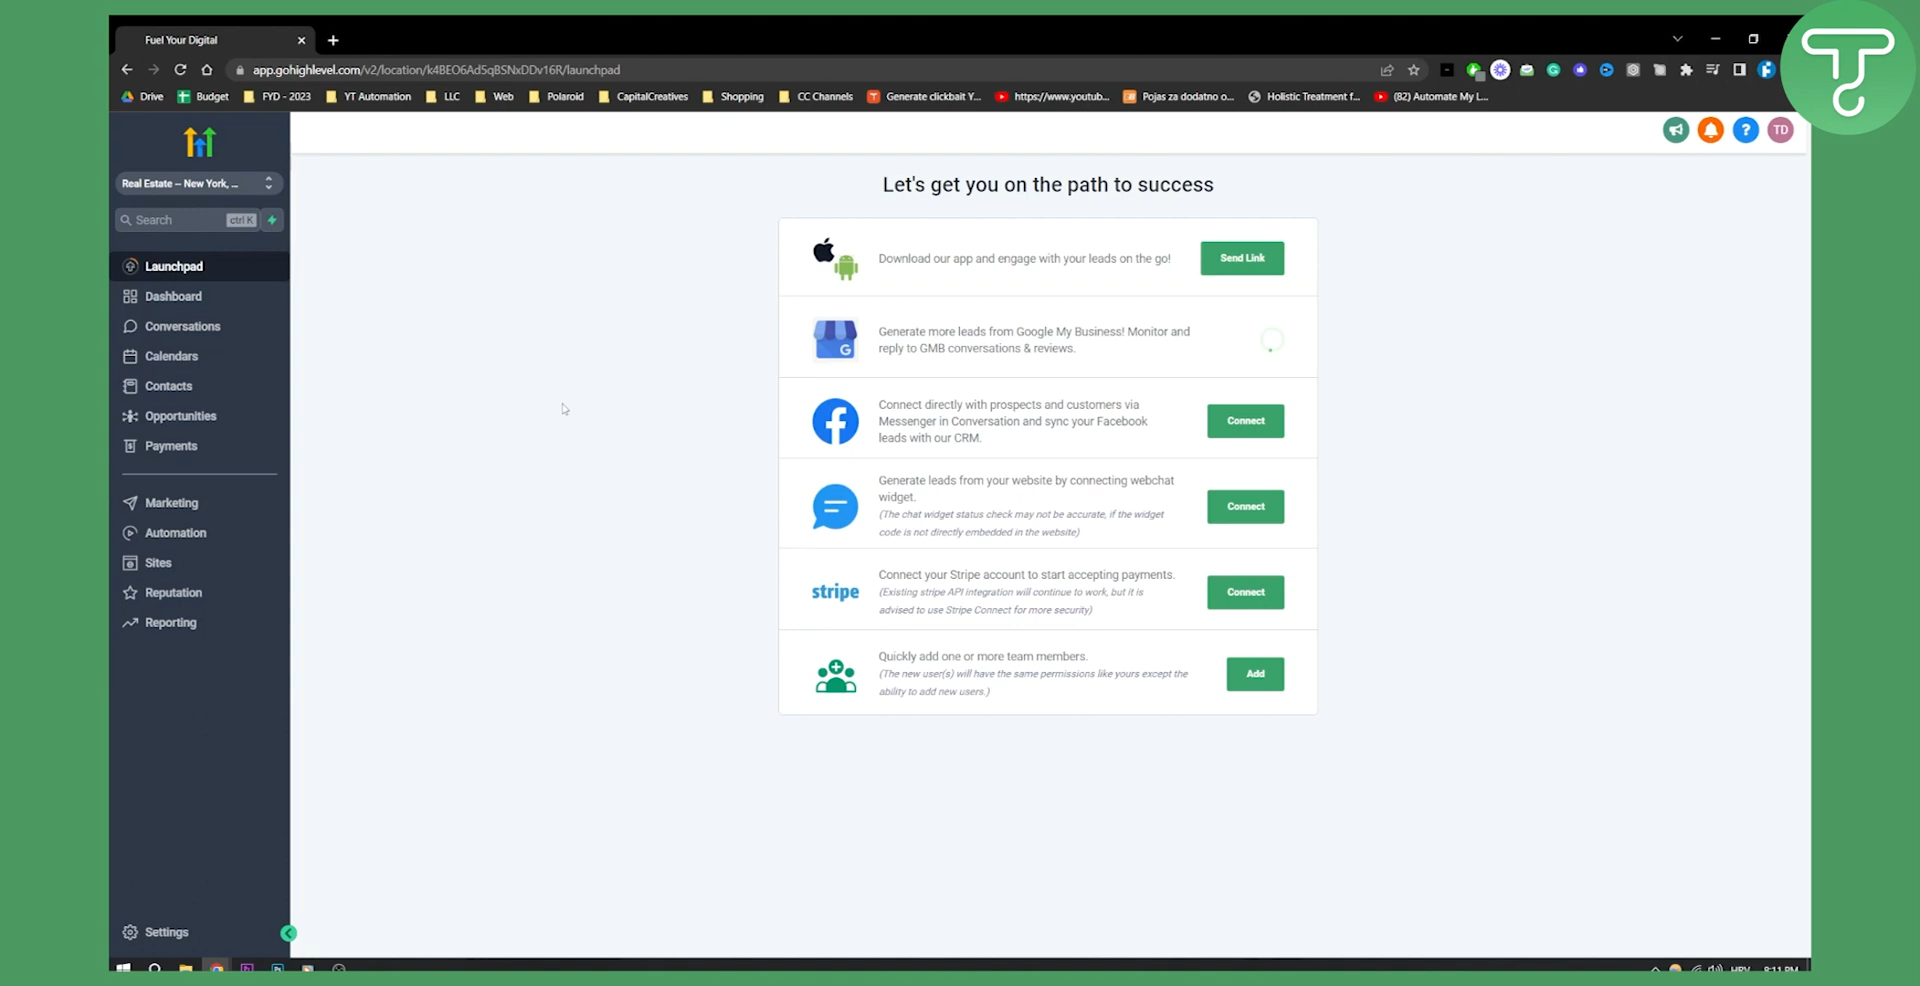 Fuel Your Digital
app.gohighlevel.com/v2/location/k4BEO6Ad5qBSNxDDv16R/launchpad
Drive Budget FYD - 2023 YT Automation LLC Web Polaroid CapitalCreatives Shopping CC Channels Generate clickbait Y... https://www.youtub... Pojas za dodatno o... Holistic Treatment f... (82) Automate My L...
TD
Real Estate -- New York, ...
Search ctrl K
Launchpad
Dashboard
Conversations
Calendars
Contacts
Opportunities
Payments
Marketing
Automation
Sites
Reputation
Reporting
Settings
Let's get you on the path to success
Download our app and engage with your leads on the go!
Send Link
Generate more leads from Google My Business! Monitor and
reply to GMB conversations & reviews.
Connect directly with prospects and customers via
Messenger in Conversation and sync your Facebook
leads with our CRM.
Connect
Generate leads from your website by connecting webchat
widget.
(The chat widget status check may not be accurate, if the widget
code is not directly embedded in the website)
Connect
stripe
Connect your Stripe account to start accepting payments.
(Existing stripe API integration will continue to work, but it is
advised to use Stripe Connect for more security)
Connect
Quickly add one or more team members.
(The new user(s) will have the same permissions like yours except the
ability to add new users.)
Add
HRV 8:11 PM